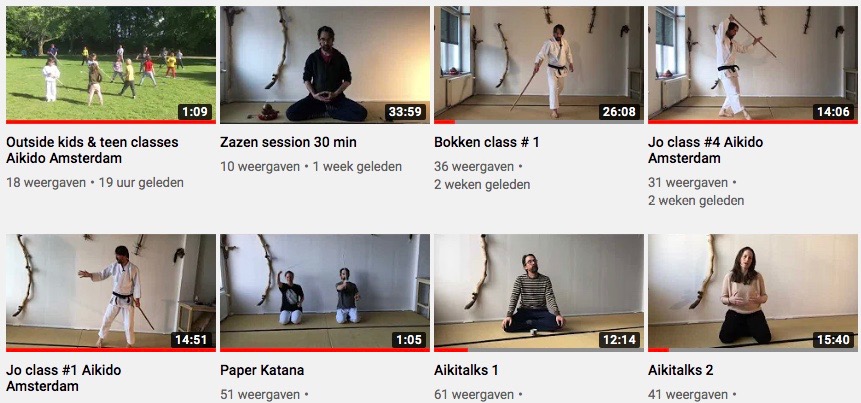 1:09
33:59
26:08
14:06
Outside kids & teen classes
Aikido Amsterdam
18 weergaven • 19 uur geleden
Zazen session 30 min
10 weergaven • 1 week geleden
Bokken class # 1
36 weergaven •
2 weken geleden
Jo class #4 Aikido
Amsterdam
31 weergaven •
2 weken geleden
14:51
1:05
12:14
15:40
Jo class #1 Aikido
Amsterdam
Paper Katana
51 weergaven •
Aikitalks 1
61 weergaven •
Aikitalks 2
41 weergaven •